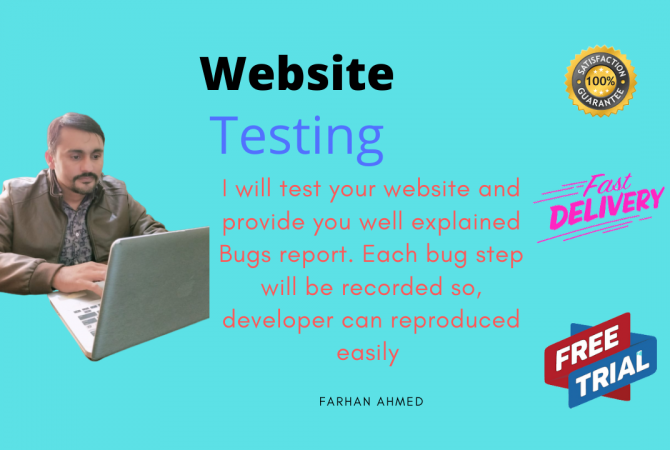 Website
Testing
I will test your website and
provide you well explained
Bugs report. Each bug step
will be recorded so,
developer can reproduced
easily
FARHAN AHMED
SATISFACTION
100%
GUARANTEE
Fast
DELIVERY
FREE
TRIAL